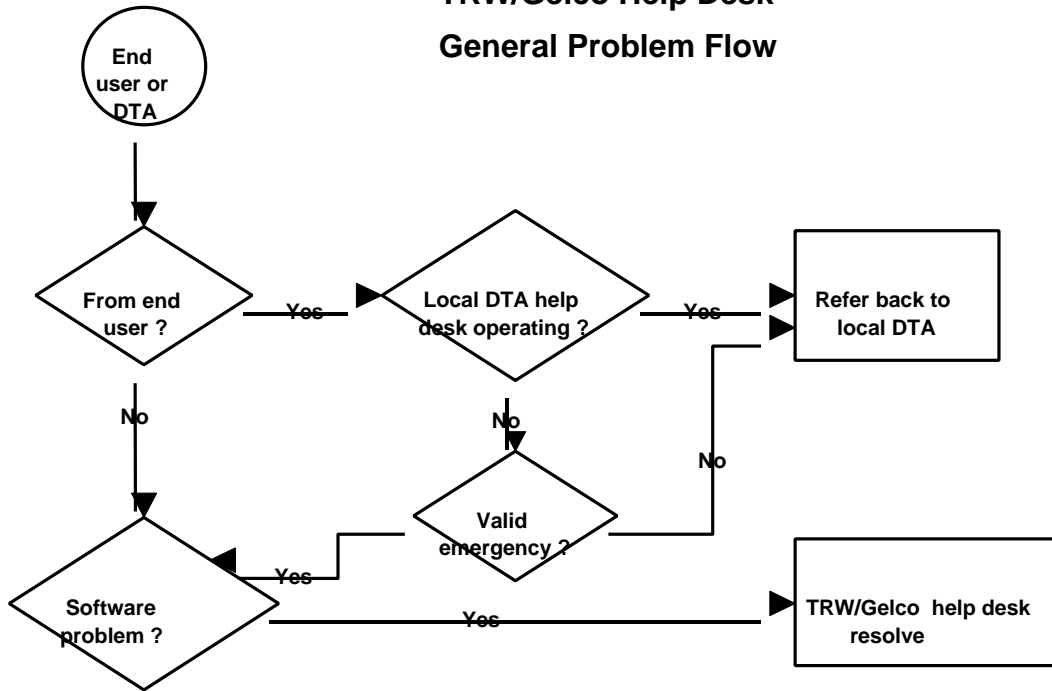 TRW/Gelco Help Desk
General Problem Flow
End
user or
DTA
From end
user ?
Yes
Local DTA help
desk operating ?
Yes
Refer back to
local DTA
No
No
No
Valid
emergency ?
Yes
Software
problem ?
Yes
TRW/Gelco help desk
resolve